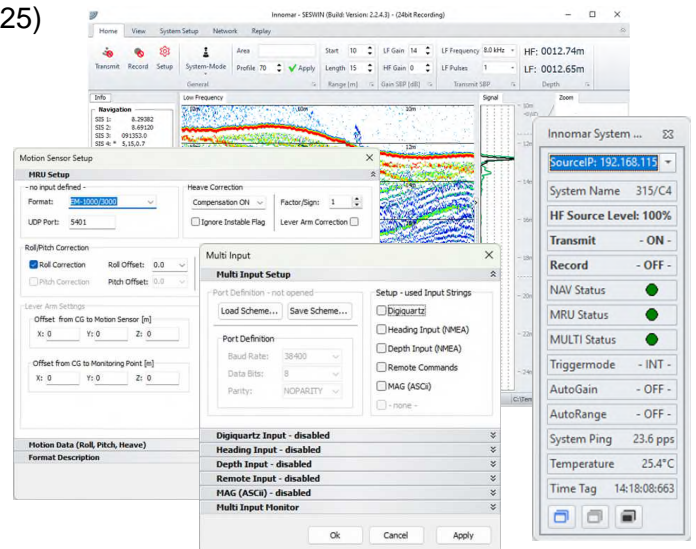 25)
Innomar - SESWIN (Build: Version: 2.2.4.3) - (24bit Recording)
Home View System Setup Network Replay
Transmit Record Setup System-Mode
Area
Profile 70 Apply
Start 10
Length 15
LF Gain 14
HF Gain 0
LF Frequency 8.0 kHz
LF Pulses 1
HF: 0012.74m
LF: 0012.65m
General Range [m] Gain SBP [dB] Transmit SBP Depth
Info
Navigation
SIS 1: 8.29382
SIS 2: 8.69120
SIS 3: 091353.0
SIS 4: * 5,15,0.7
Low Frequency
10m 10m
12m
Signal
Zoom
10m
Motion Sensor Setup
MRU Setup
- no input defined -
Format: EM-1000/3000
UDP Port: 5401
Heave Correction
Compensation ON Factor/Sign: 1
Ignore Instable Flag Lever Arm Correction
Roll/Pitch Correction
Roll Correction Roll Offset: 0.0
Pitch Correction Pitch Offset: 0.0
Lever Arm Settings
Offset from CG to Motion Sensor [m]
X: 0 Y: 0 Z: 0
Offset from CG to Monitoring Point [m]
X: 0 Y: 0 Z: 0
Motion Data (Roll, Pitch, Heave)
Format Description
Multi Input
Multi Input Setup
Port Definition - not opened
Load Scheme... Save Scheme...
Port Definition
Baud Rate: 38400
Data Bits: 8
Parity: NOPARITY
Setup - used Input Strings
Digiquartz
Heading Input (NMEA)
Depth Input (NMEA)
Remote Commands
MAG (ASCii)
- none -
Digiquartz Input - disabled
Heading Input - disabled
Depth Input - disabled
Remote Input - disabled
MAG (ASCii) - disabled
Multi Input Monitor
Ok Cancel Apply
Innomar System ...
SourceIP: 192.168.115
System Name 315/C4
HF Source Level: 100%
Transmit - ON -
Record - OFF -
NAV Status
MRU Status
MULTI Status
Triggermode - INT -
AutoGain - OFF -
AutoRange - OFF -
System Ping 23.6 pps
Temperature 25.4°C
Time Tag 14:18:08:663